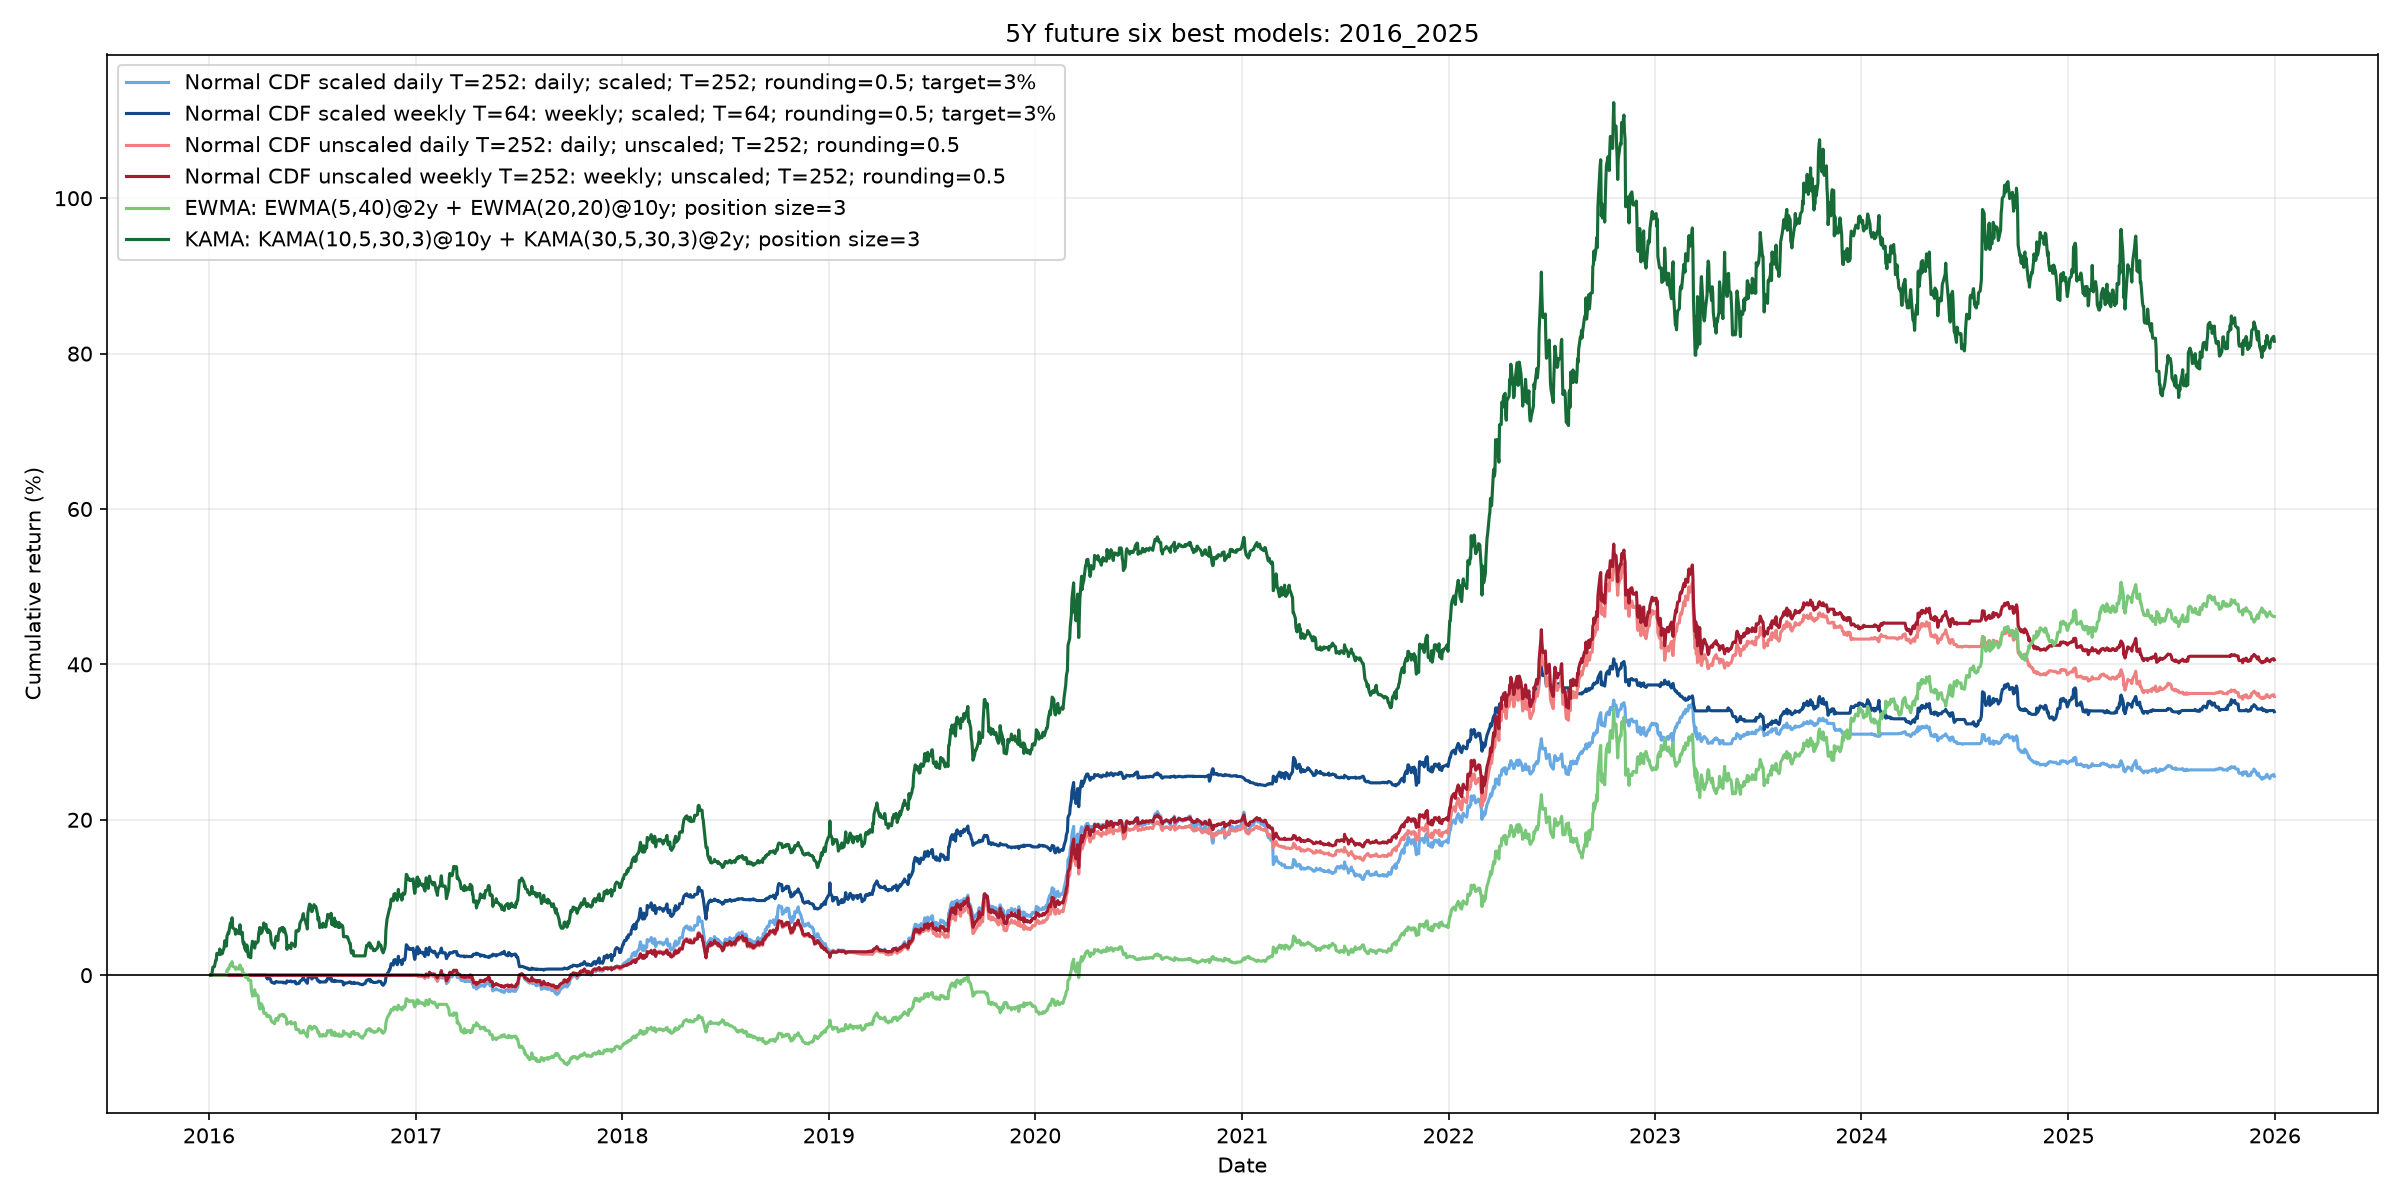 5Y future six best models: 2016_2025
Normal CDF scaled daily T=252: daily; scaled; T=252; rounding=0.5; target=3%
Normal CDF scaled weekly T=64: weekly; scaled; T=64; rounding=0.5; target=3%
Normal CDF unscaled daily T=252: daily; unscaled; T=252; rounding=0.5
Normal CDF unscaled weekly T=252: weekly; unscaled; T=252; rounding=0.5
EWMA: EWMA(5,40)@2y + EWMA(20,20)@10y; position size=3
KAMA: KAMA(10,5,30,3)@10y + KAMA(30,5,30,3)@2y; position size=3
Cumulative return (%)
100
80
60
40
20
0
2016 2017 2018 2019 2020 2021 2022 2023 2024 2025 2026
Date